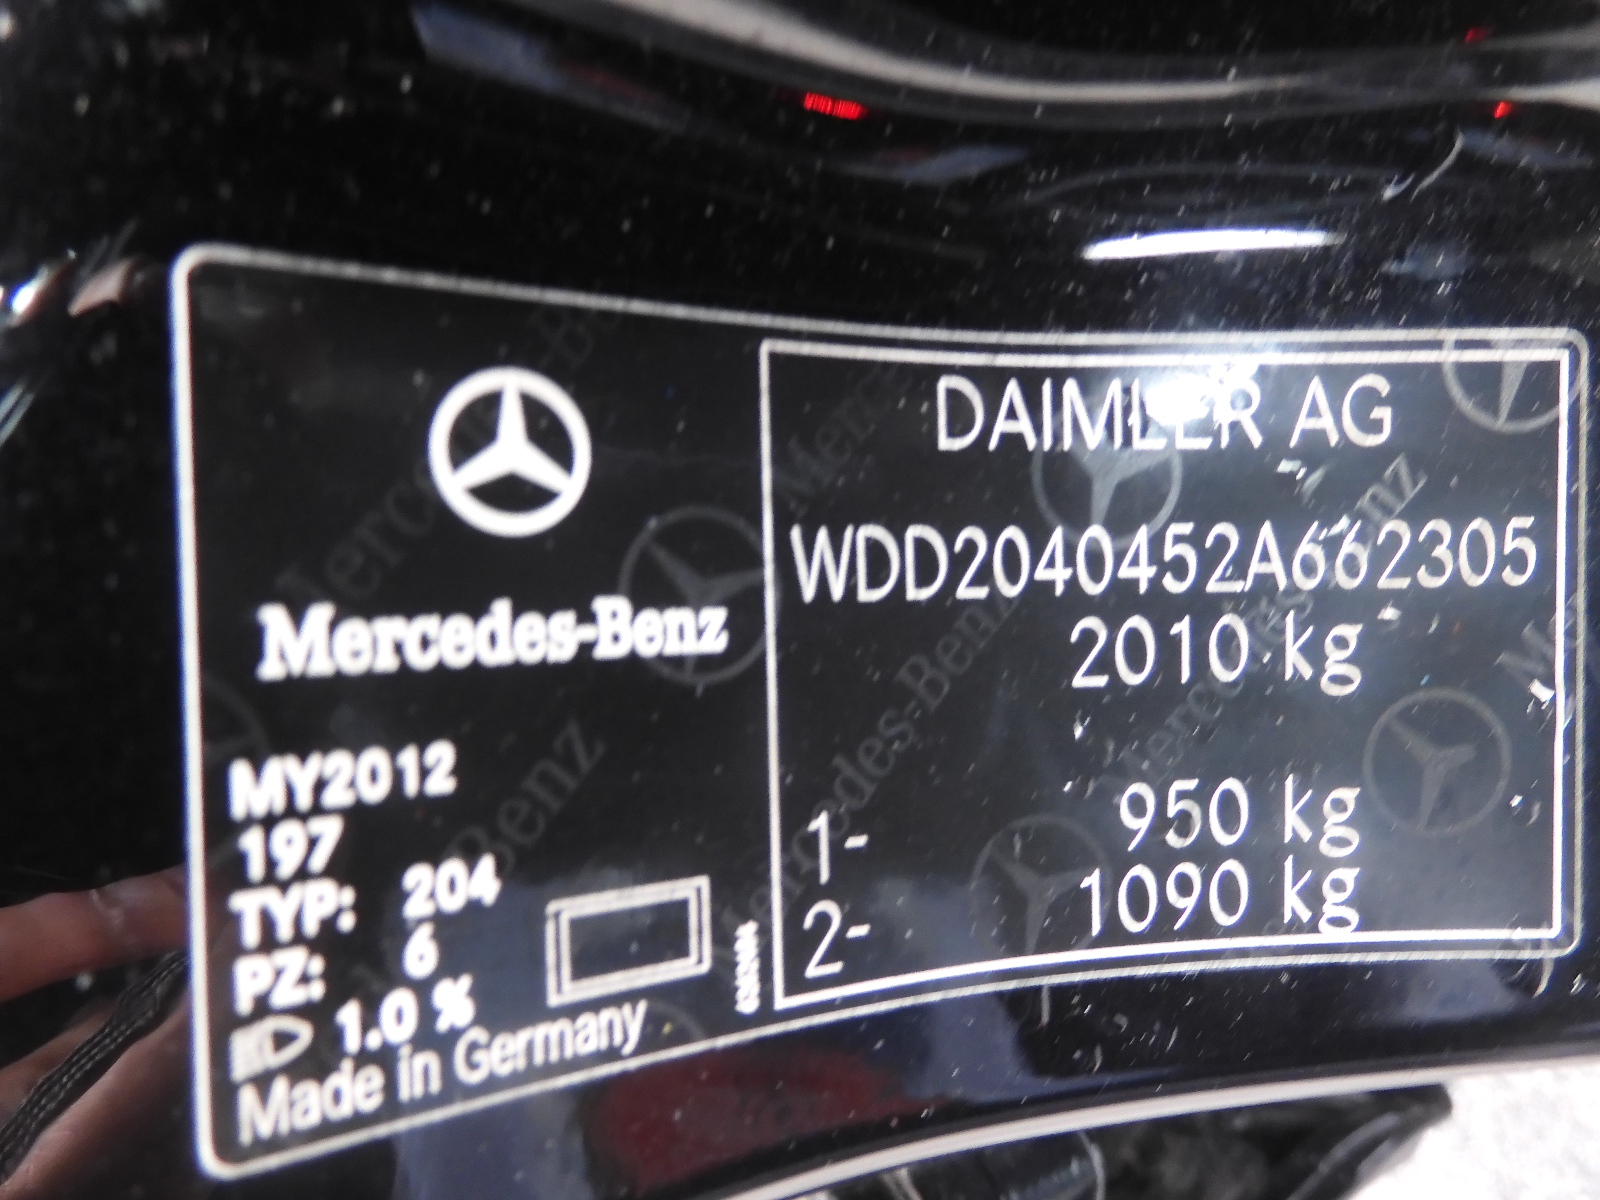 Mercedes-Benz
MY2012
197
TYP: 204
PZ: 6
1.0 %
Made in Germany
DAIMLER AG
WDD2040452A662305
2010 kg
1- 950 kg
2- 1090 kg